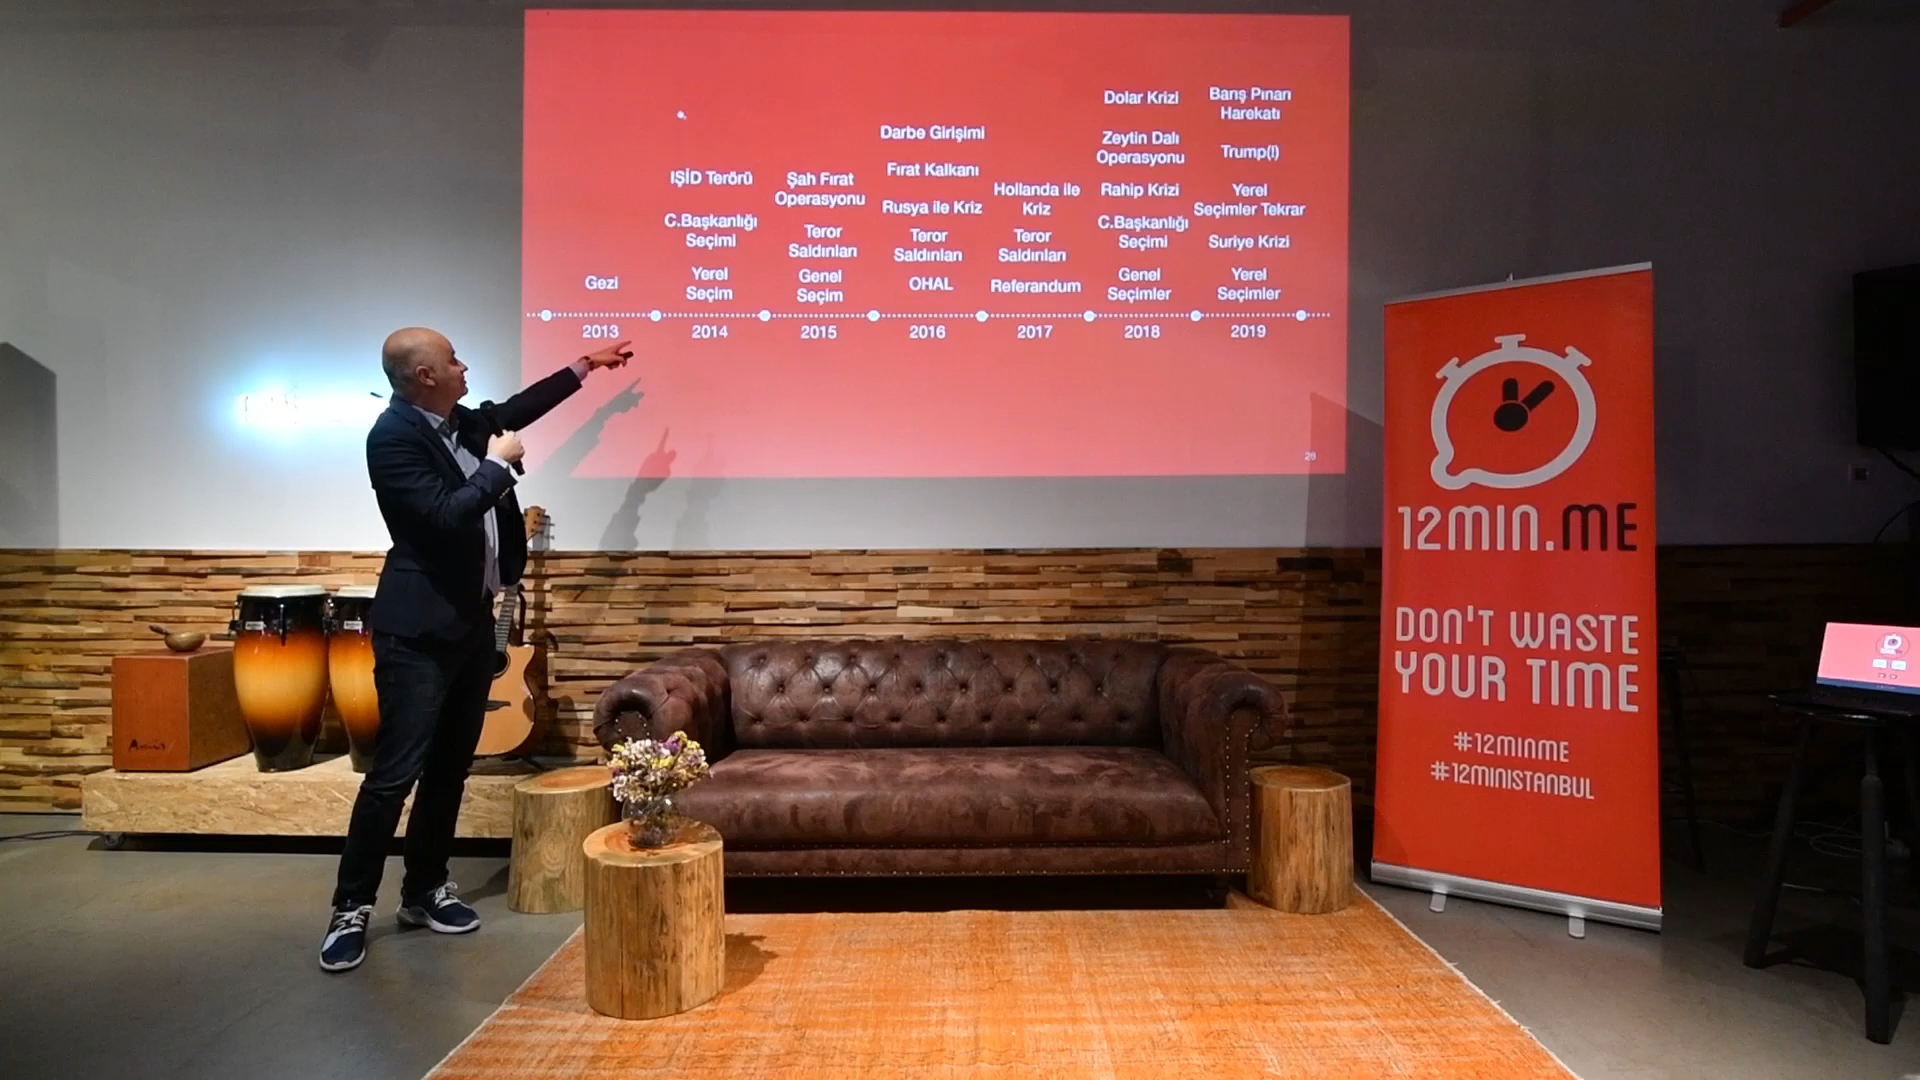 Gezi
2013
IŞİD Terörü
C.Başkanlığı
Seçimi
Yerel
Seçim
2014
Şah Fırat
Operasyonu
Teror
Saldırıları
Genel
Seçim
2015
Darbe Girişimi
Fırat Kalkanı
Rusya ile Kriz
Teror
Saldırıları
OHAL
2016
Hollanda ile
Kriz
Teror
Saldırıları
Referandum
2017
Dolar Krizi
Zeytin Dalı
Operasyonu
Rahip Krizi
C.Başkanlığı
Seçimi
Genel
Seçimler
2018
Barış Pınarı
Harekatı
Trump(!)
Yerel
Seçimler Tekrar
Suriye Krizi
Yerel
Seçimler
2019
28
12MIN.ME
DON'T WASTE
YOUR TIME
#12MINME
#12MINISTANBUL